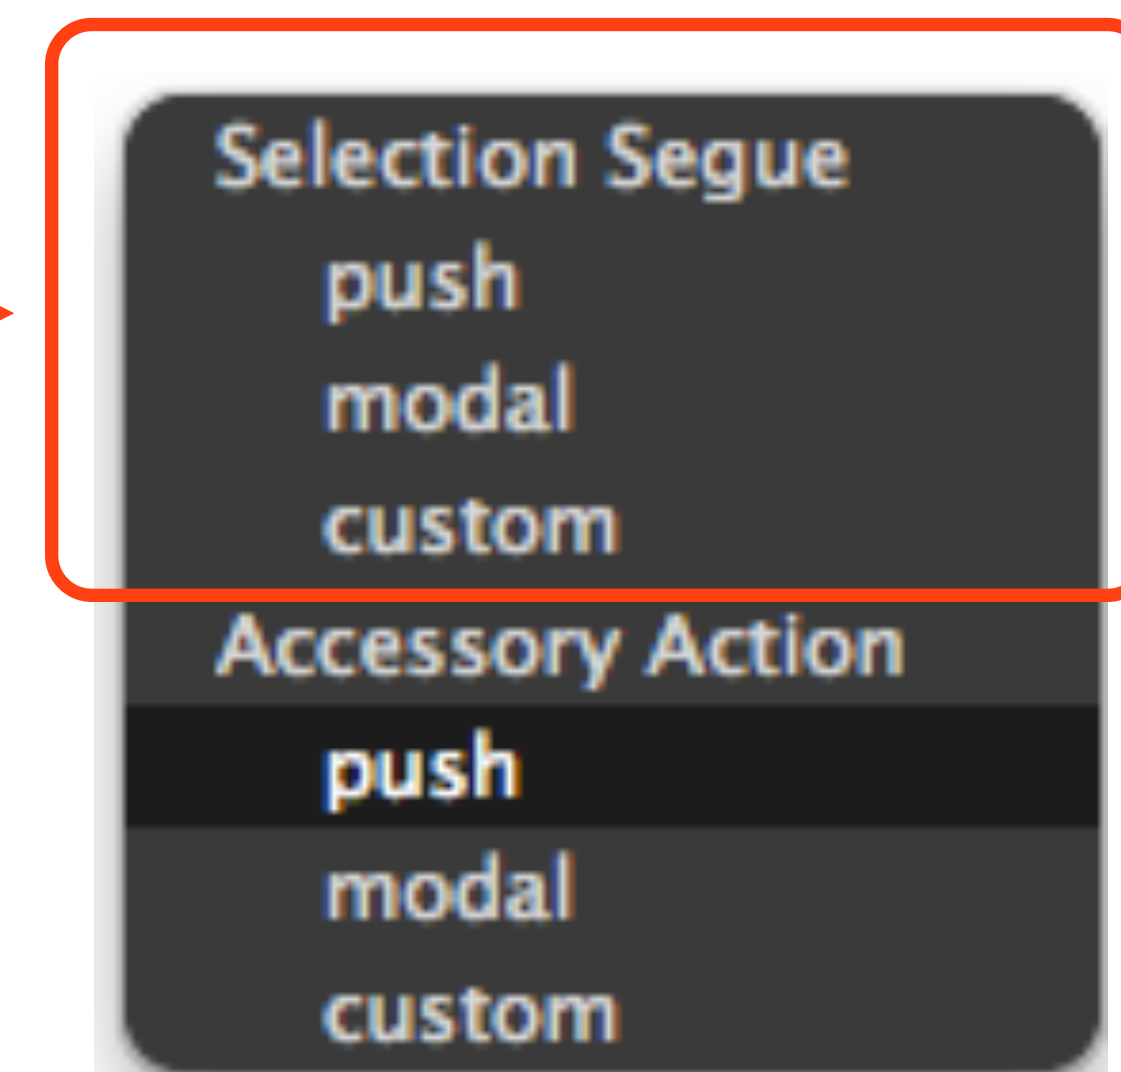 Selection Segue
push
modal
custom
Accessory Action
push
modal
custom